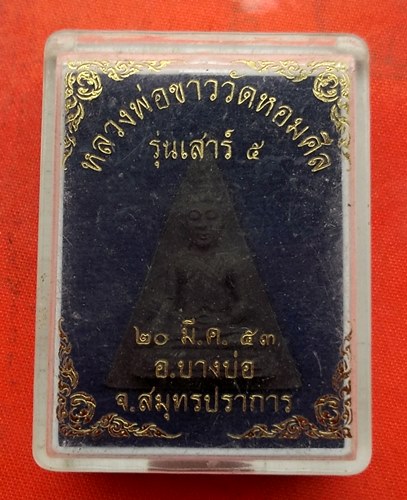 หลวงพ่อขาววัดหอมศีล
รุ่นเสาร์ ๕
๒๐ มี.ค. ๕๓
อ.บางบ่อ
จ.สมุทรปราการ